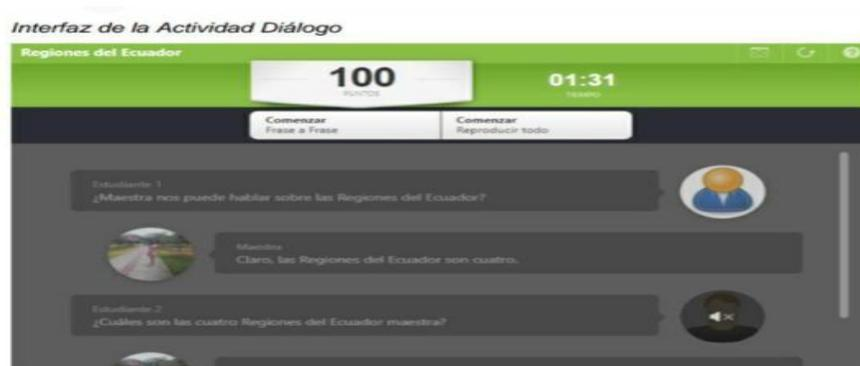 Interfaz de la Actividad Diálogo
Regiones del Ecuador
100
PUNTOS
01:31
TIEMPO
Comenzar
Frase a Frase
Comenzar
Reproducir todo
Estudiante 1
¿Maestra nos puede hablar sobre las Regiones del Ecuador?
Maestra
Claro, las Regiones del Ecuador son cuatro.
Estudiante 2
¿Cuáles son las cuatro Regiones del Ecuador maestra?